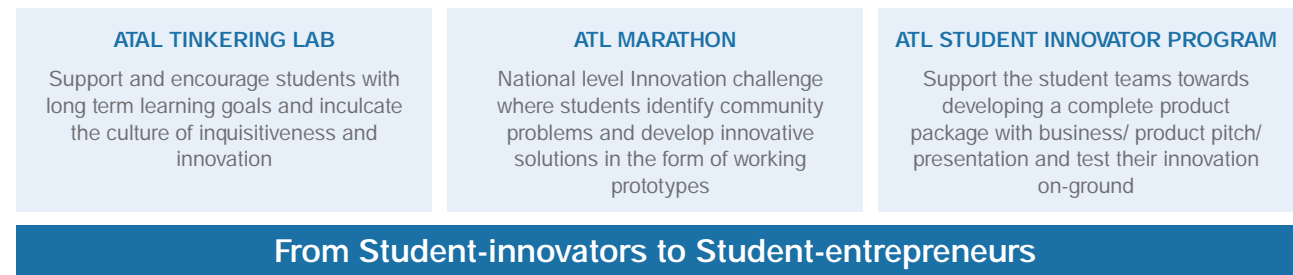 ATAL TINKERING LAB
Support and encourage students with
long term learning goals and inculcate
the culture of inquisitiveness and
innovation
ATL MARATHON
National level Innovation challenge
where students identify community
problems and develop innovative
solutions in the form of working
prototypes
ATL STUDENT INNOVATOR PROGRAM
Support the student teams towards
developing a complete product
package with business/ product pitch/
presentation and test their innovation
on-ground
From Student-innovators to Student-entrepreneurs